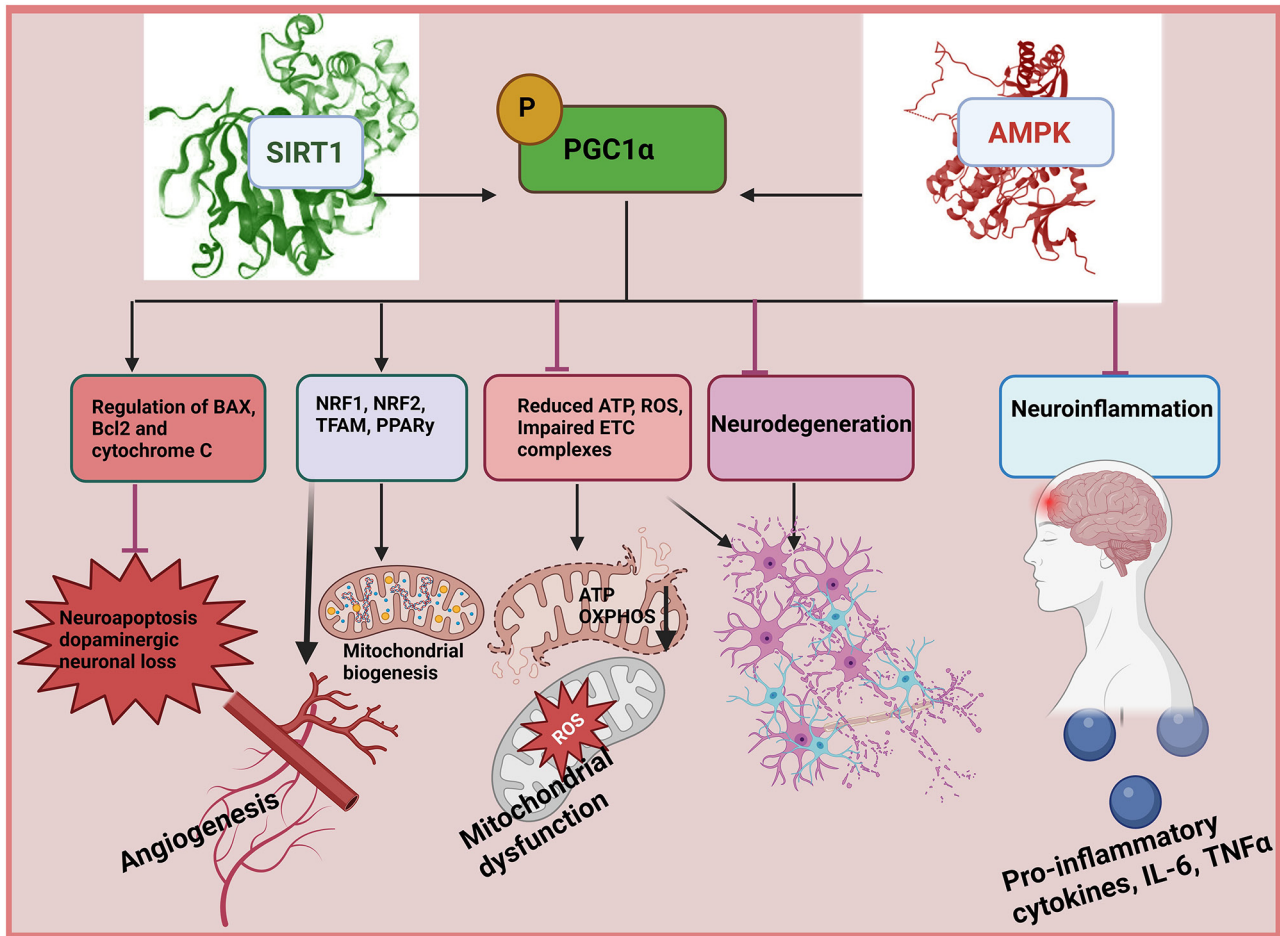 SIRT1
P
PGC1α
AMPK
Regulation of BAX,
Bcl2 and
cytochrome C
NRF1, NRF2,
TFAM, PPARy
Reduced ATP, ROS,
Impaired ETC
complexes
Neurodegeneration
Neuroinflammation
Neuroapoptosis
dopaminergic
neuronal loss
Mitochondrial
biogenesis
ATP
OXPHOS
ROS
Angiogenesis
Mitochondrial
dysfunction
Pro-inflammatory
cytokines, IL-6, TNFα